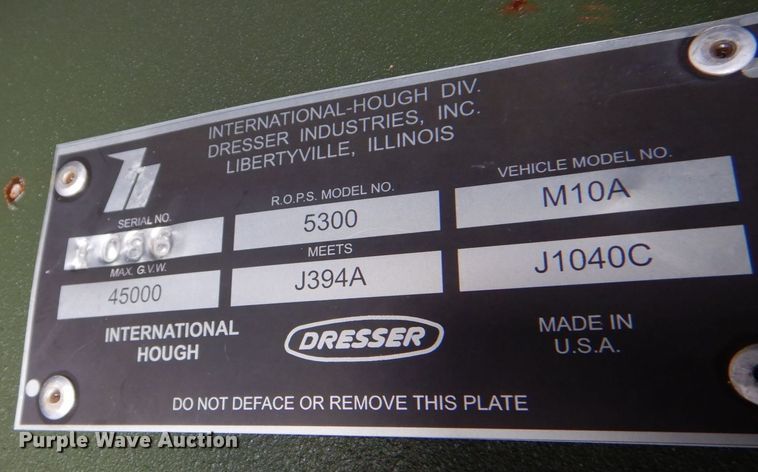 INTERNATIONAL-HOUGH DIV.
DRESSER INDUSTRIES, INC.
LIBERTYVILLE, ILLINOIS
SERIAL NO.
R.O.P.S. MODEL NO.
5300
VEHICLE MODEL NO.
M10A
MAX. G.V.W.
45000
MEETS
J394A
J1040C
INTERNATIONAL
HOUGH
DRESSER
MADE IN
U.S.A.
DO NOT DEFACE OR REMOVE THIS PLATE
Purple Wave Auction